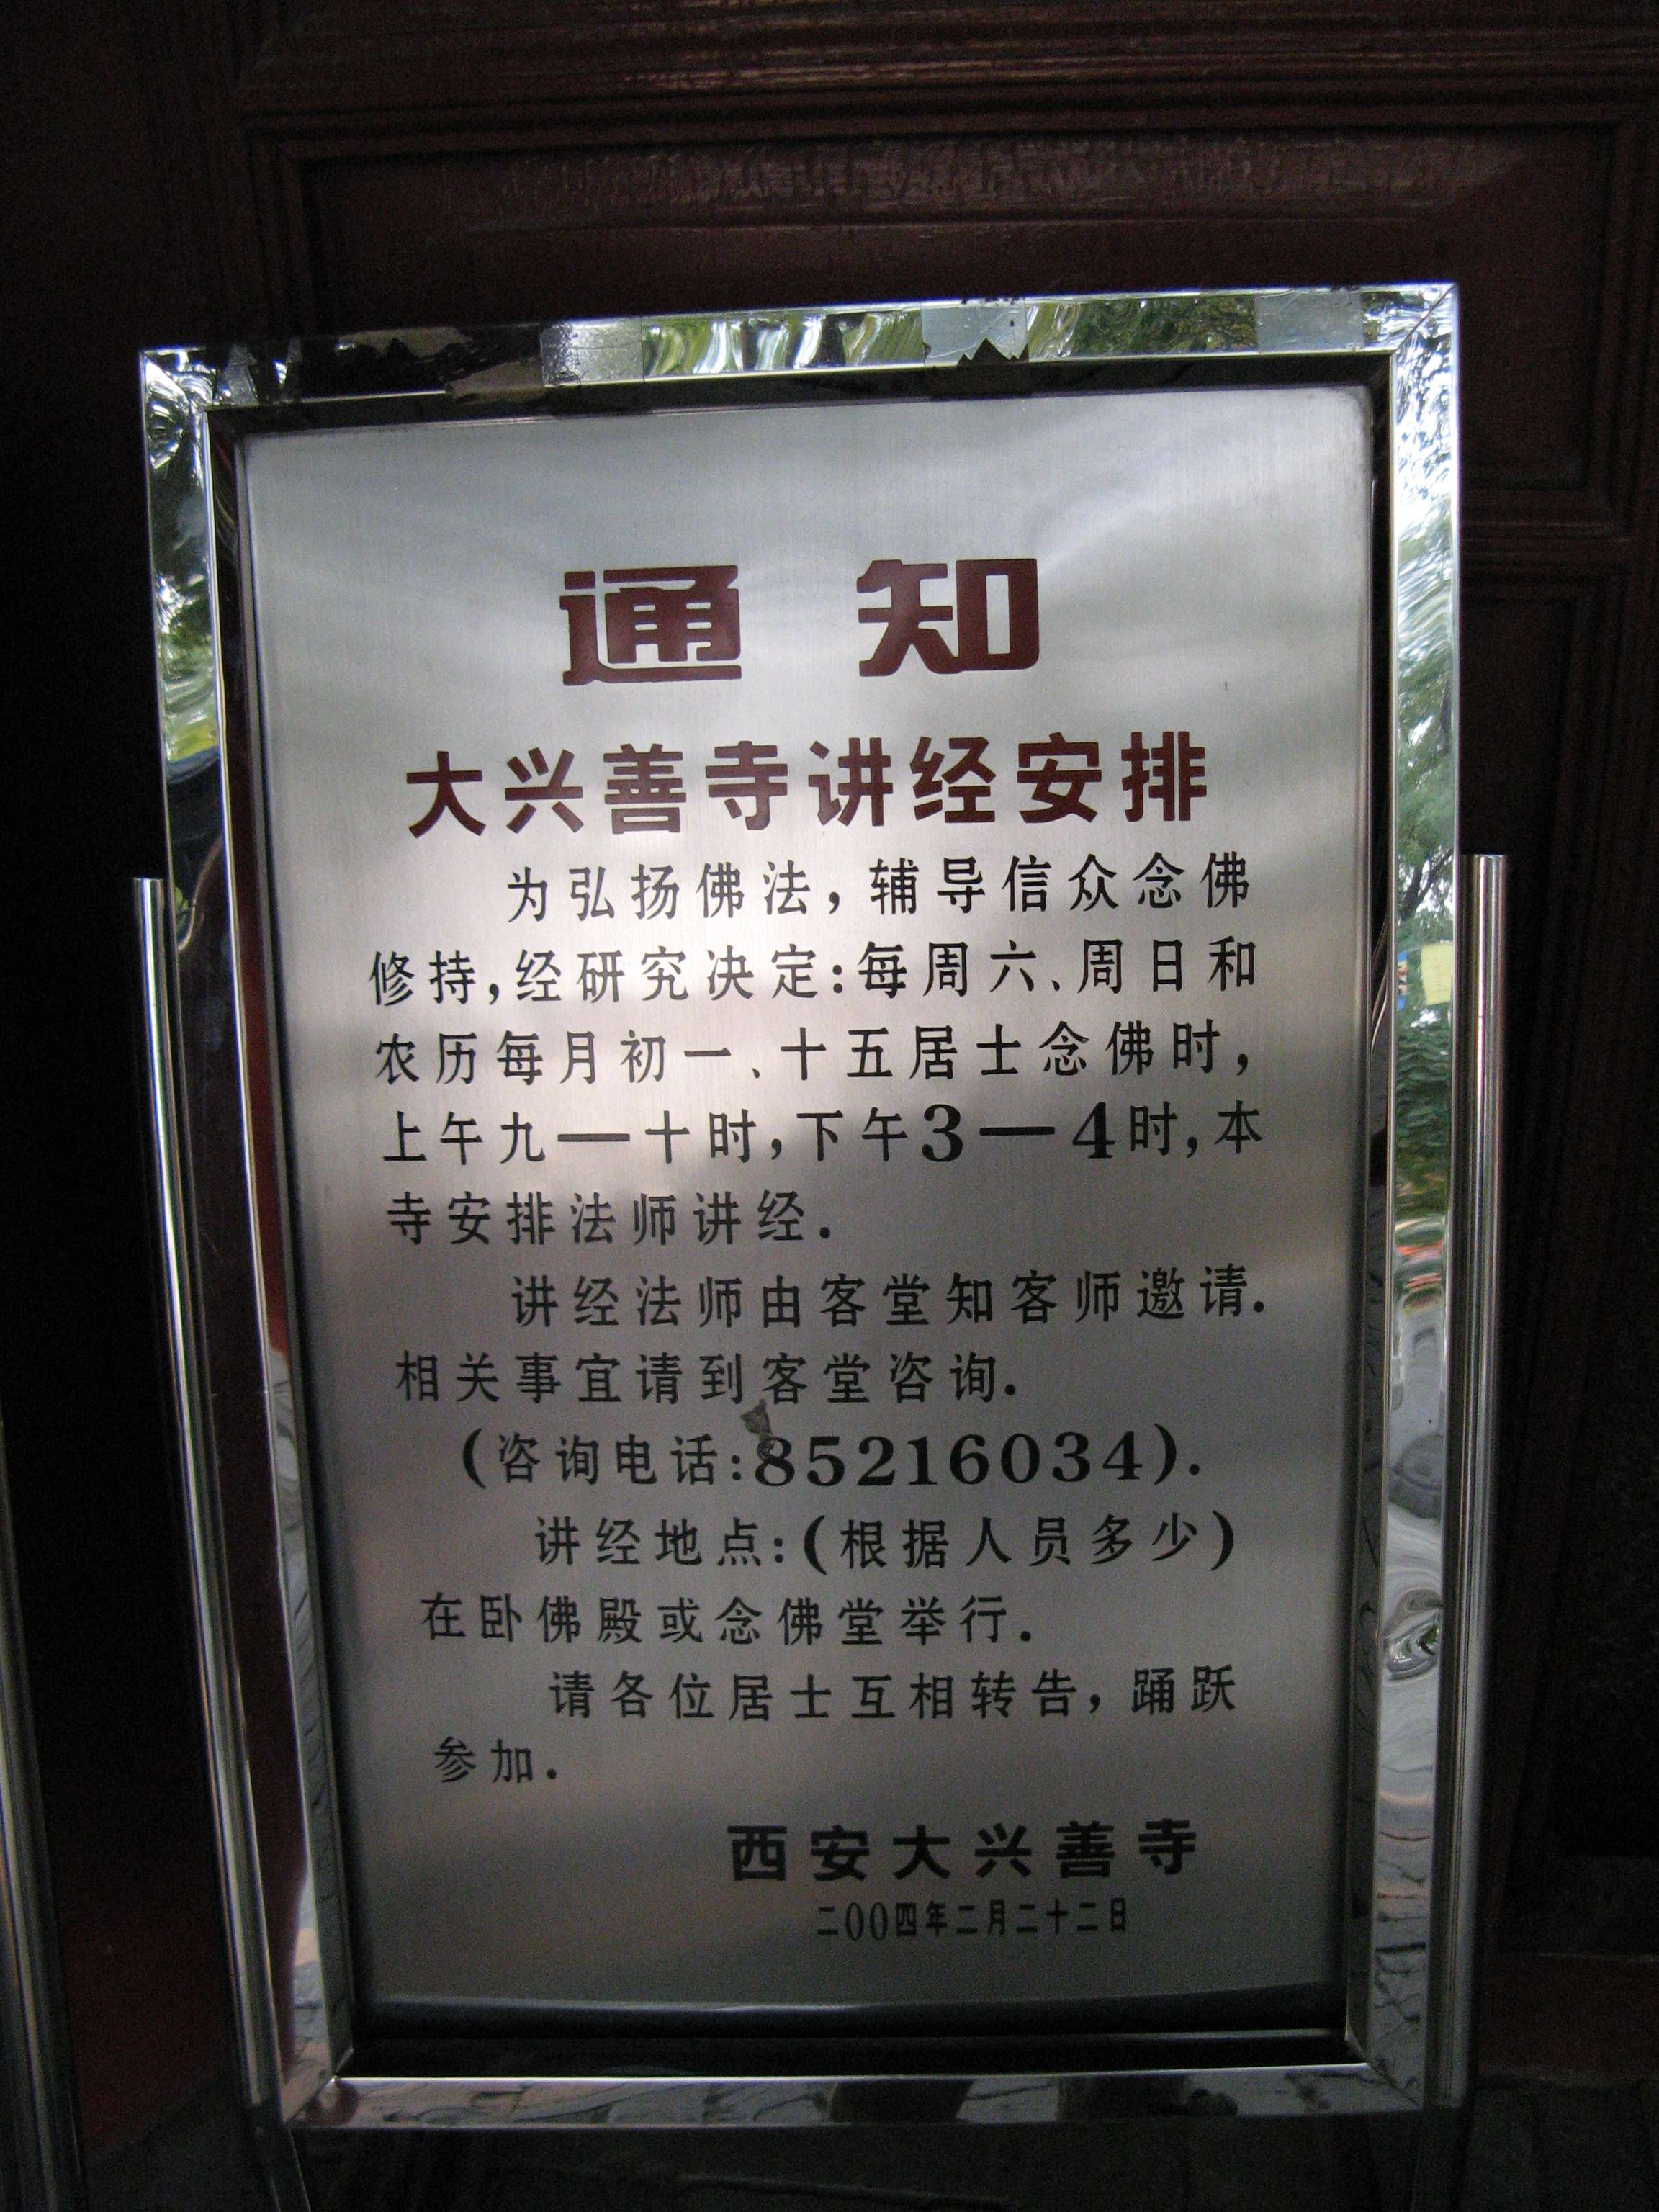 通知
大兴善寺讲经安排
为弘扬佛法，辅导信众念佛
修持，经研究决定：每周六、周日和
农历每月初一、十五居士念佛时，
上午九—十时，下午3—4时，本
寺安排法师讲经.
讲经法师由客堂知客师邀请.
相关事宜请到客堂咨询.
(咨询电话:85216034).
讲经地点:(根据人员多少)
在卧佛殿或念佛堂举行.
请各位居士互相转告，踊跃
参加.
西安大兴善寺
二00四年二月二十二日